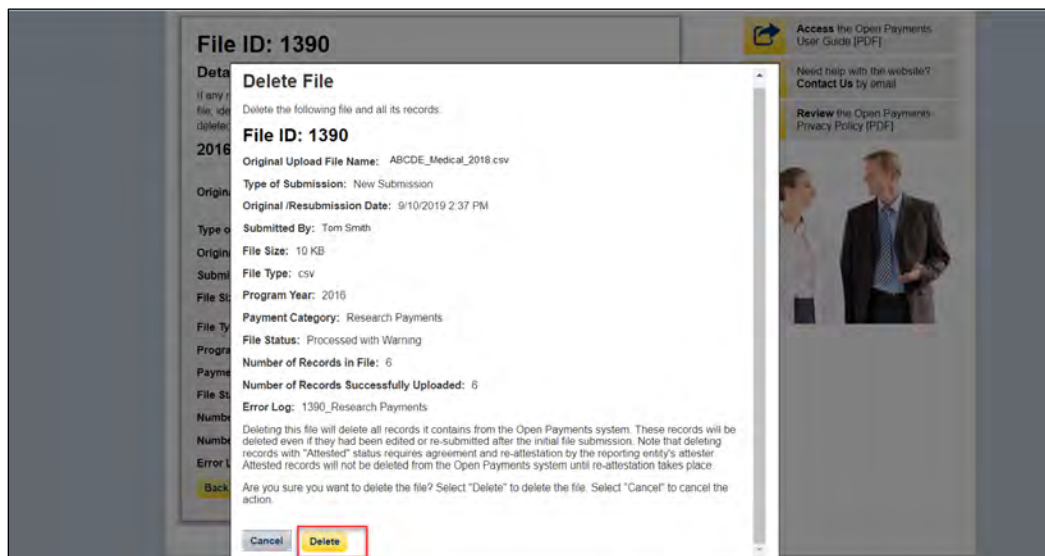 File ID: 1390
Access the Open Payments
User Guide [PDF]
Need help with the website?
Contact Us by email
Review the Open Payments
Privacy Policy [PDF]
Deta
If any r
file, ide
delete
2016
Origin
Type o
Origin
Submi
File Si
File Ty
Progra
Payme
File St
Numbe
Numbe
Error L
Back
Delete File
Delete the following file and all its records.
File ID: 1390
Original Upload File Name: ABCDE_Medical_2018.csv
Type of Submission: New Submission
Original /Resubmission Date: 9/10/2019 2:37 PM
Submitted By: Tom Smith
File Size: 10 KB
File Type: csv
Program Year: 2016
Payment Category: Research Payments
File Status: Processed with Warning
Number of Records in File: 6
Number of Records Successfully Uploaded: 6
Error Log: 1390_Research Payments
Deleting this file will delete all records it contains from the Open Payments system. These records will be
deleted even if they had been edited or re-submitted after the initial file submission. Note that deleting
records with "Attested" status requires agreement and re-attestation by the reporting entity's attester.
Attested records will not be deleted from the Open Payments system until re-attestation takes place.
Are you sure you want to delete the file? Select "Delete" to delete the file. Select "Cancel" to cancel the
action.
Cancel
Delete